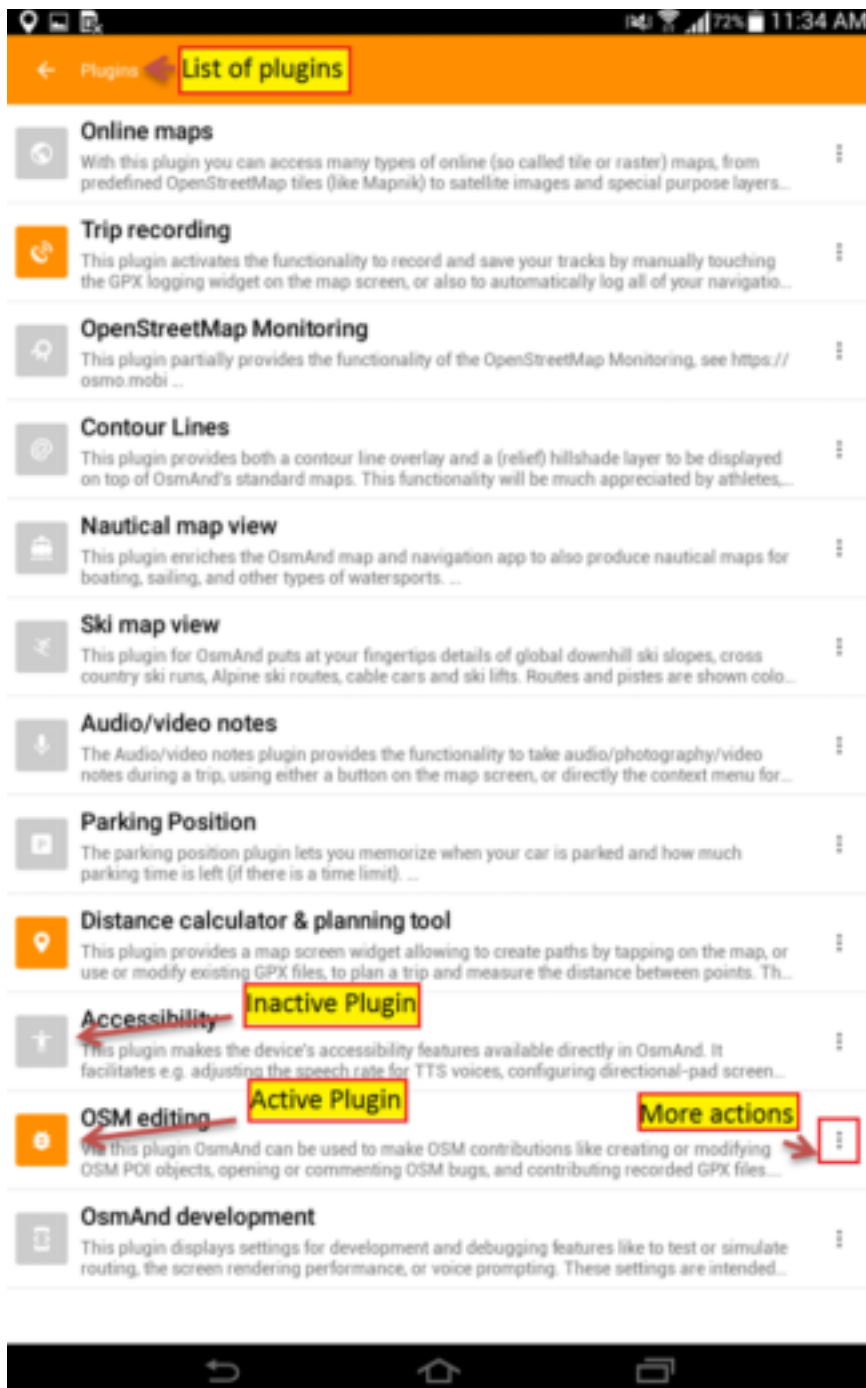 72% 11:34 AM
Plugins List of plugins
Online maps
With this plugin you can access many types of online (so called tile or raster) maps, from
predefined OpenStreetMap tiles (like Mapnik) to satellite images and special purpose layers...
Trip recording
This plugin activates the functionality to record and save your tracks by manually touching
the GPX logging widget on the map screen, or also to automatically log all of your navigatio...
OpenStreetMap Monitoring
This plugin partially provides the functionality of the OpenStreetMap Monitoring, see https://
osmo.mobi ...
Contour Lines
This plugin provides both a contour line overlay and a (relief) hillshade layer to be displayed
on top of OsmAnd's standard maps. This functionality will be much appreciated by athletes,...
Nautical map view
This plugin enriches the OsmAnd map and navigation app to also produce nautical maps for
boating, sailing, and other types of watersports. ...
Ski map view
This plugin for OsmAnd puts at your fingertips details of global downhill ski slopes, cross
country ski runs, Alpine ski routes, cable cars and ski lifts. Routes and pistes are shown colo...
Audio/video notes
The Audio/video notes plugin provides the functionality to take audio/photography/video
notes during a trip, using either a button on the map screen, or directly the context menu for...
Parking Position
P
The parking position plugin lets you memorize when your car is parked and how much
parking time is left (if there is a time limit). ...
Distance calculator & planning tool
This plugin provides a map screen widget allowing to create paths by tapping on the map, or
use or modify existing GPX files, to plan a trip and measure the distance between points. Th...
Inactive Plugin
Accessibility
This plugin makes the device's accessibility features available directly in OsmAnd. It
facilitates e.g. adjusting the speech rate for TTS voices, configuring directional-pad screen...
Active Plugin
OSM editing
More actions
Via this plugin OsmAnd can be used to make OSM contributions like creating or modifying
OSM POI objects, opening or commenting OSM bugs, and contributing recorded GPX files....
OsmAnd development
This plugin displays settings for development and debugging features like to test or simulate
routing, the screen rendering performance, or voice prompting. These settings are intended...